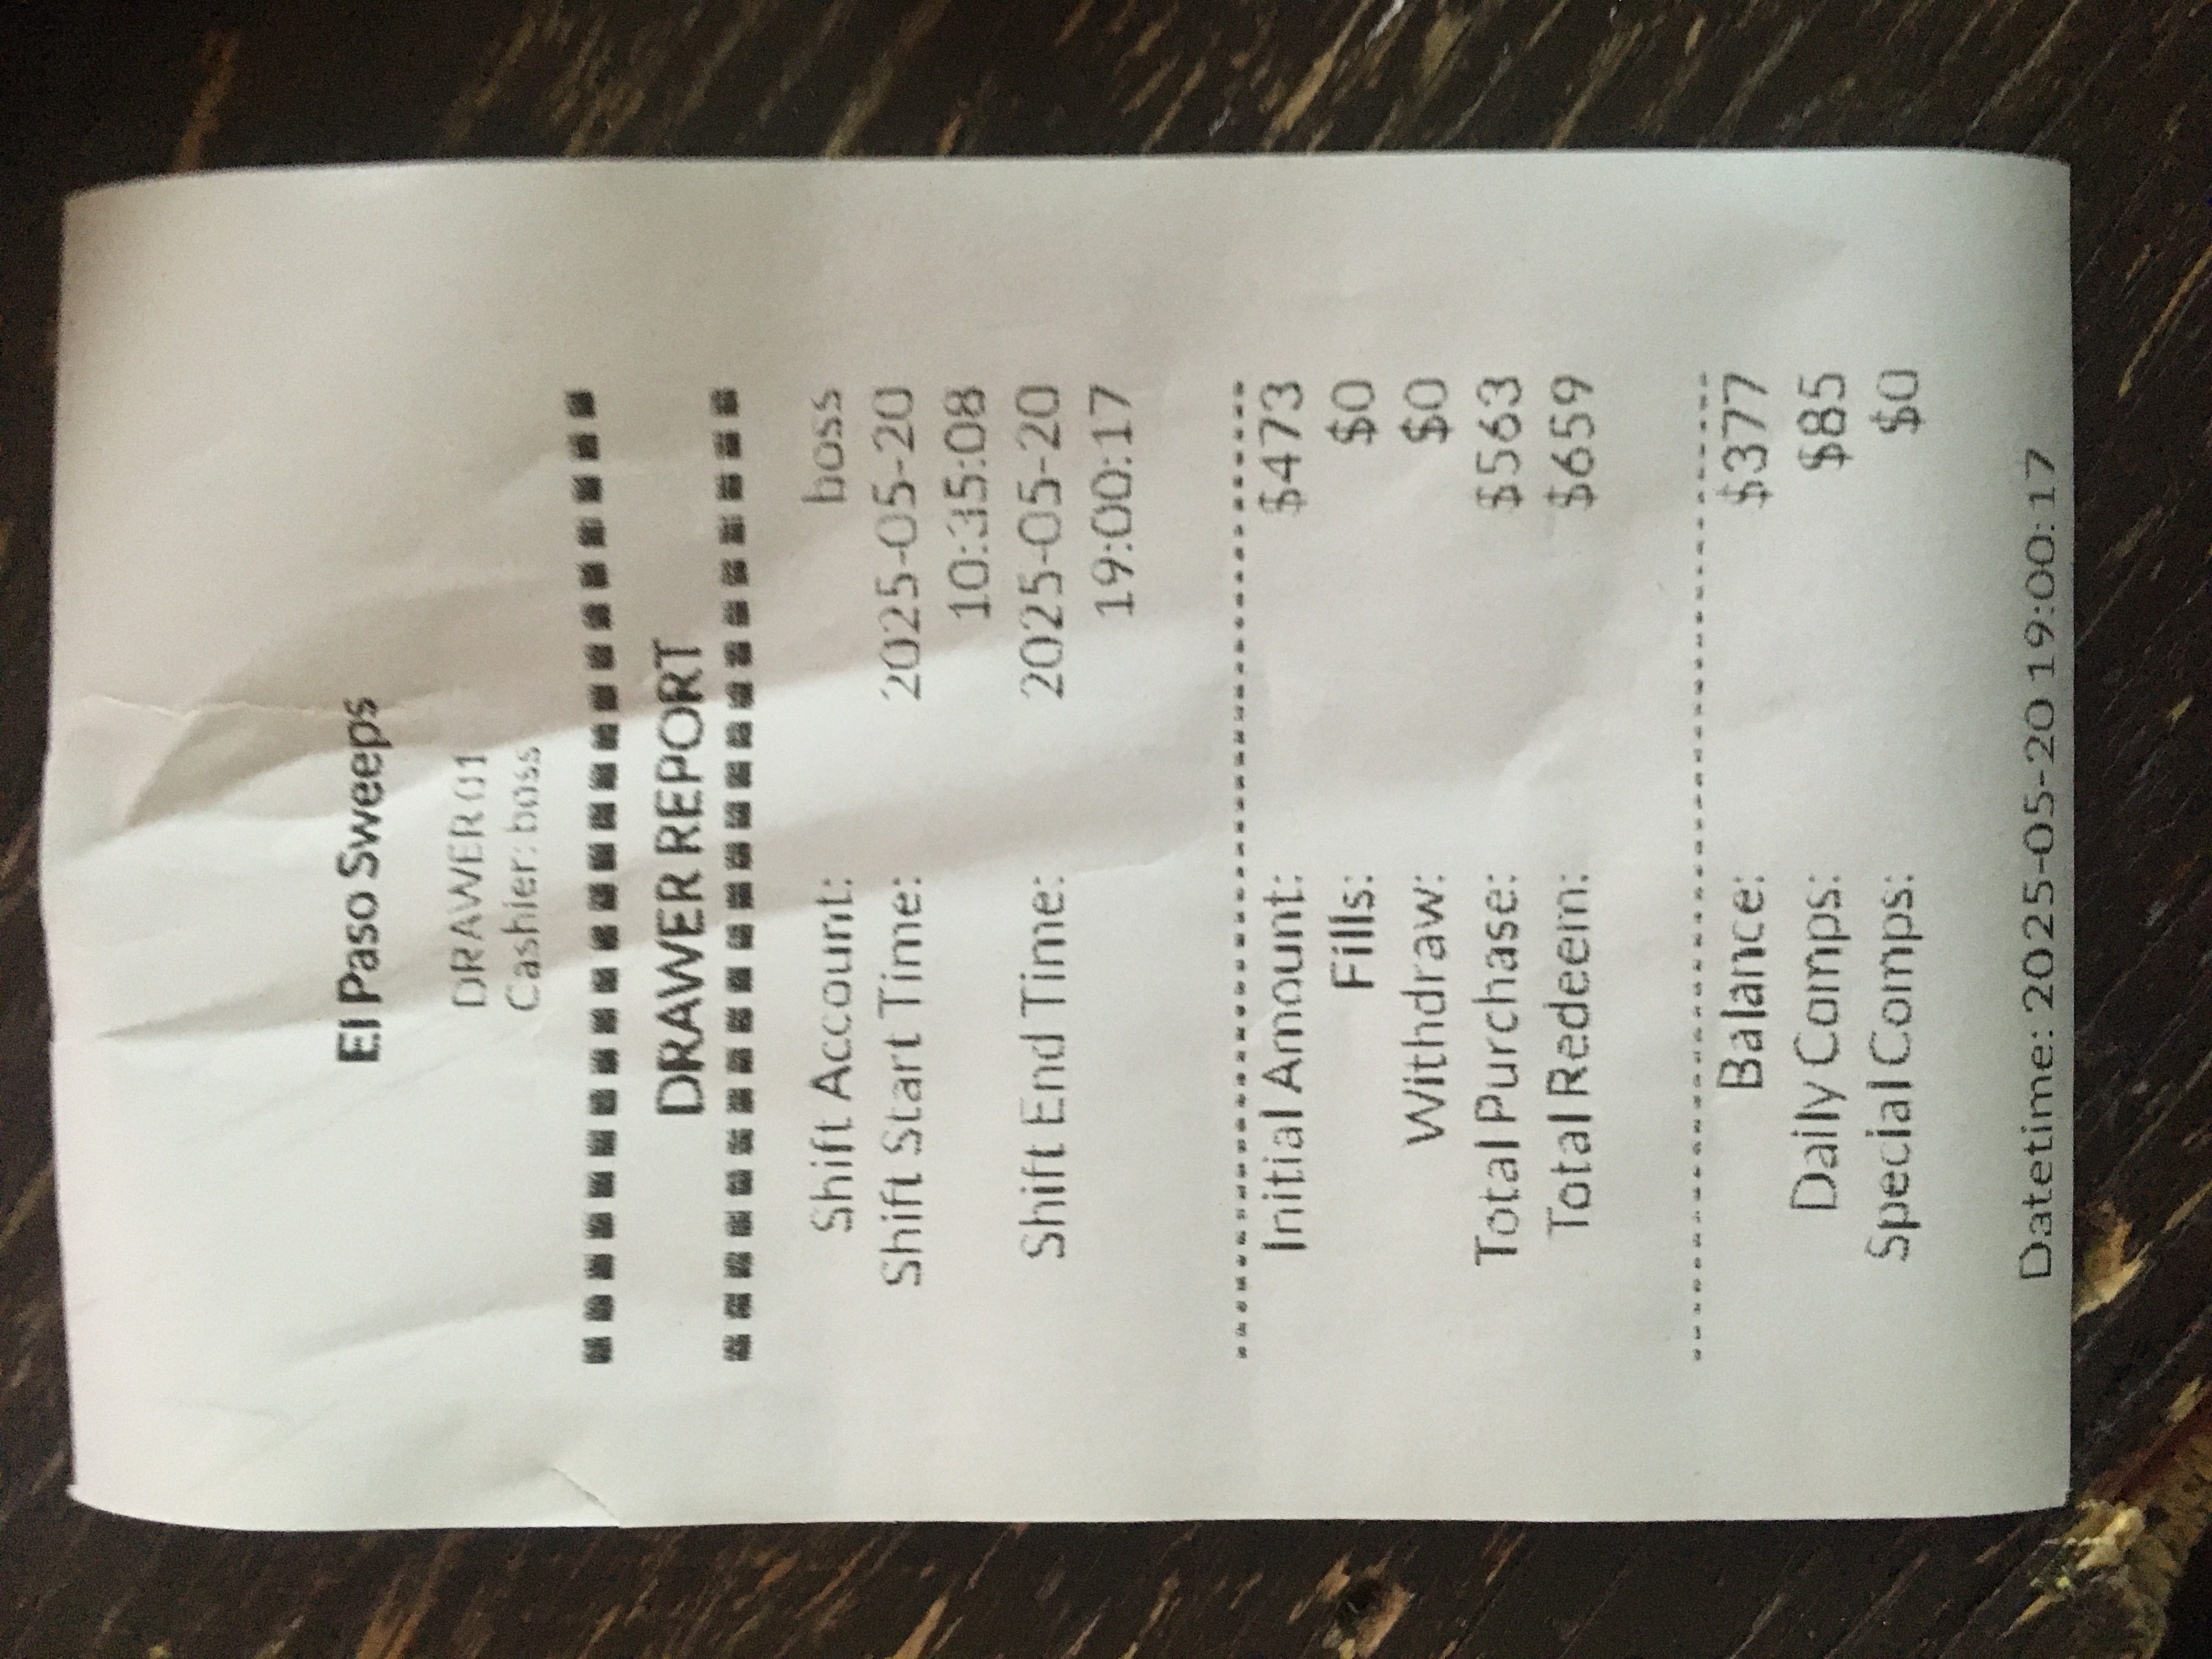 El Paso Sweeps
DRAWER 01
Cashier: boss
DRAWER REPORT
Shift Account: boss
Shift Start Time: 2025-05-20
10:35:08
Shift End Time: 2025-05-20
19:00:17
Initial Amount: $473
Fills: $0
Withdraw: $0
Total Purchase: $563
Total Redeem: $659
Balance: $377
Daily Comps: $85
Special Comps: $0
Datetime: 2025-05-20 19:00:17